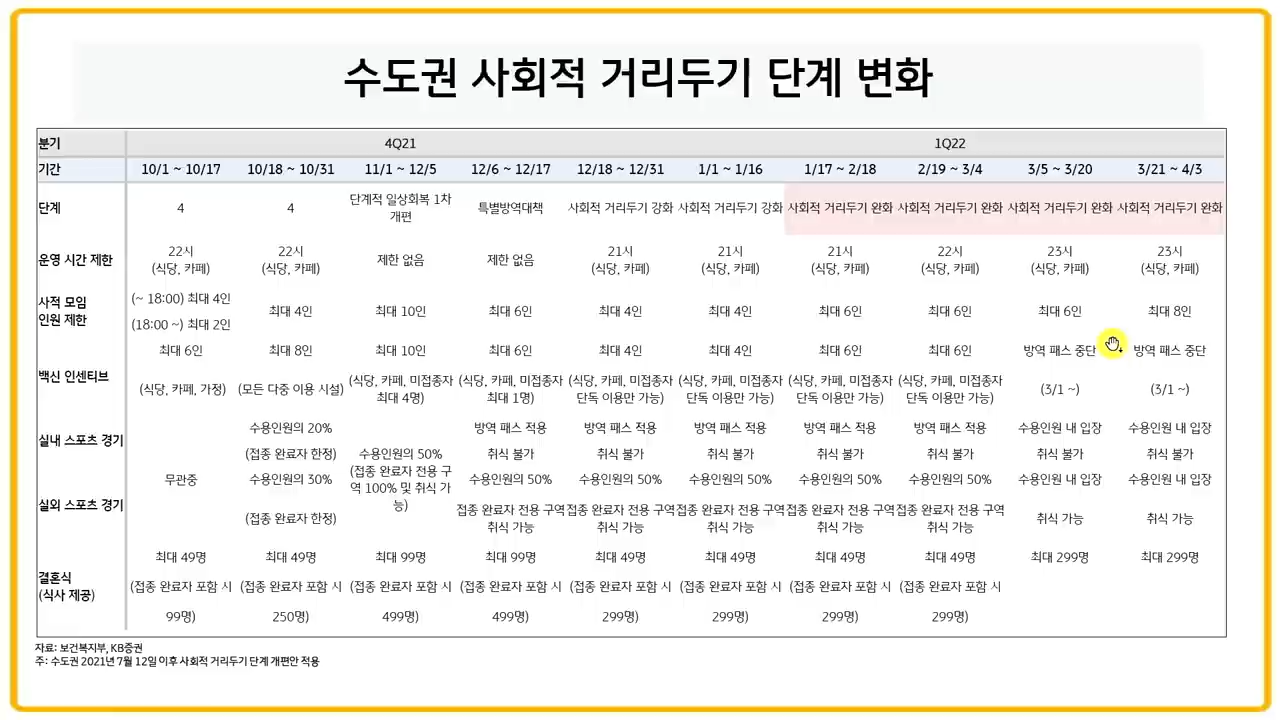 수도권 사회적 거리두기 단계 변화
분기 4Q21 1Q22
기간 10/1 ~ 10/17 10/18 ~ 10/31 11/1 ~ 12/5 12/6 ~ 12/17 12/18 ~ 12/31 1/1 ~ 1/16 1/17 ~ 2/18 2/19 ~ 3/4 3/5 ~ 3/20 3/21 ~ 4/3
단계 4 4 단계적 일상회복 1차 특별방역대책 사회적 거리두기 강화 사회적 거리두기 강화 사회적 거리두기 완화 사회적 거리두기 완화 사회적 거리두기 완화 사회적 거리두기 완화
개편
운영 시간 제한 22시 22시 제한 없음 제한 없음 21시 21시 21시 22시 23시 23시
(식당, 카페) (식당, 카페) (식당, 카페) (식당, 카페) (식당, 카페) (식당, 카페) (식당, 카페) (식당, 카페)
사적 모임 (~ 18:00) 최대 4인 최대 4인 최대 10인 최대 6인 최대 4인 최대 4인 최대 6인 최대 6인 최대 6인 최대 8인
인원 제한 (18:00 ~) 최대 2인
최대 6인 최대 8인 최대 10인 최대 6인 최대 4인 최대 4인 최대 6인 최대 6인 방역 패스 중단 방역 패스 중단
백신 인센티브 (식당, 카페, 가정) (모든 다중 이용 시설) (식당, 카페, 미접종자 (식당, 카페, 미접종자 (식당, 카페, 미접종자 (식당, 카페, 미접종자 (식당, 카페, 미접종자 (식당, 카페, 미접종자 (3/1 ~) (3/1 ~)
최대 4명) 최대 1명) 단독 이용만 가능) 단독 이용만 가능) 단독 이용만 가능) 단독 이용만 가능)
수용인원의 20% 방역 패스 적용 방역 패스 적용 방역 패스 적용 방역 패스 적용 방역 패스 적용 수용인원 내 입장 수용인원 내 입장
실내 스포츠 경기 (접종 완료자 한정) 수용인원의 50% 취식 불가 취식 불가 취식 불가 취식 불가 취식 불가 취식 불가 취식 불가
무관중 수용인원의 30% (접종 완료자 전용 구 수용인원의 50% 수용인원의 50% 수용인원의 50% 수용인원의 50% 수용인원의 50% 수용인원 내 입장 수용인원 내 입장
역 100% 및 취식 가
능)
실외 스포츠 경기 (접종 완료자 한정) 접종 완료자 전용 구역 접종 완료자 전용 구역 접종 완료자 전용 구역 접종 완료자 전용 구역 접종 완료자 전용 구역 취식 가능 취식 가능
취식 가능 취식 가능 취식 가능 취식 가능 취식 가능
최대 49명 최대 49명 최대 99명 최대 99명 최대 49명 최대 49명 최대 49명 최대 49명 최대 299명 최대 299명
결혼식 (접종 완료자 포함 시 (접종 완료자 포함 시 (접종 완료자 포함 시 (접종 완료자 포함 시 (접종 완료자 포함 시 (접종 완료자 포함 시 (접종 완료자 포함 시 (접종 완료자 포함 시
(식사 제공) 99명) 250명) 499명) 499명) 299명) 299명) 299명) 299명)
자료: 보건복지부, KB증권
주: 수도권 2021년 7월 12일 이후 사회적 거리두기 단계 개편안 적용